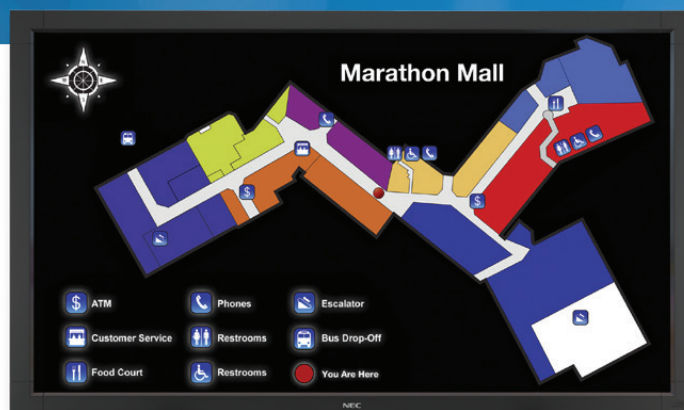 Marathon Mall
$
$
ATM
Phones
Escalator
Customer Service
Restrooms
Bus Drop-Off
Food Court
Restrooms
You Are Here
NEC